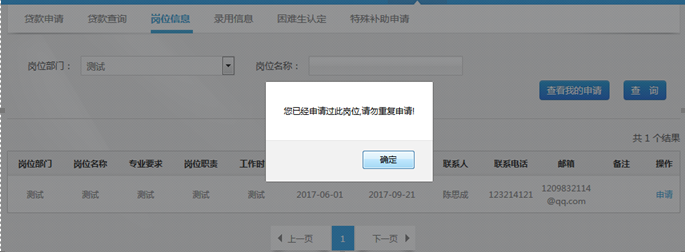 贷款申请 贷款查询 岗位信息 录用信息 困难生认定 特殊补助申请
岗位部门： 测试 岗位名称：
查看我的申请 查 询
您已经申请过此岗位,请勿重复申请!
确定
共 1 个结果
岗位部门 岗位名称 专业要求 岗位职责 工作时 联系人 联系电话 邮箱 备注 操作
测试 测试 测试 测试 测试 2017-06-01 2017-09-21 陈思成 123214121 1209832114 申请
@qq.com
上一页 1 下一页